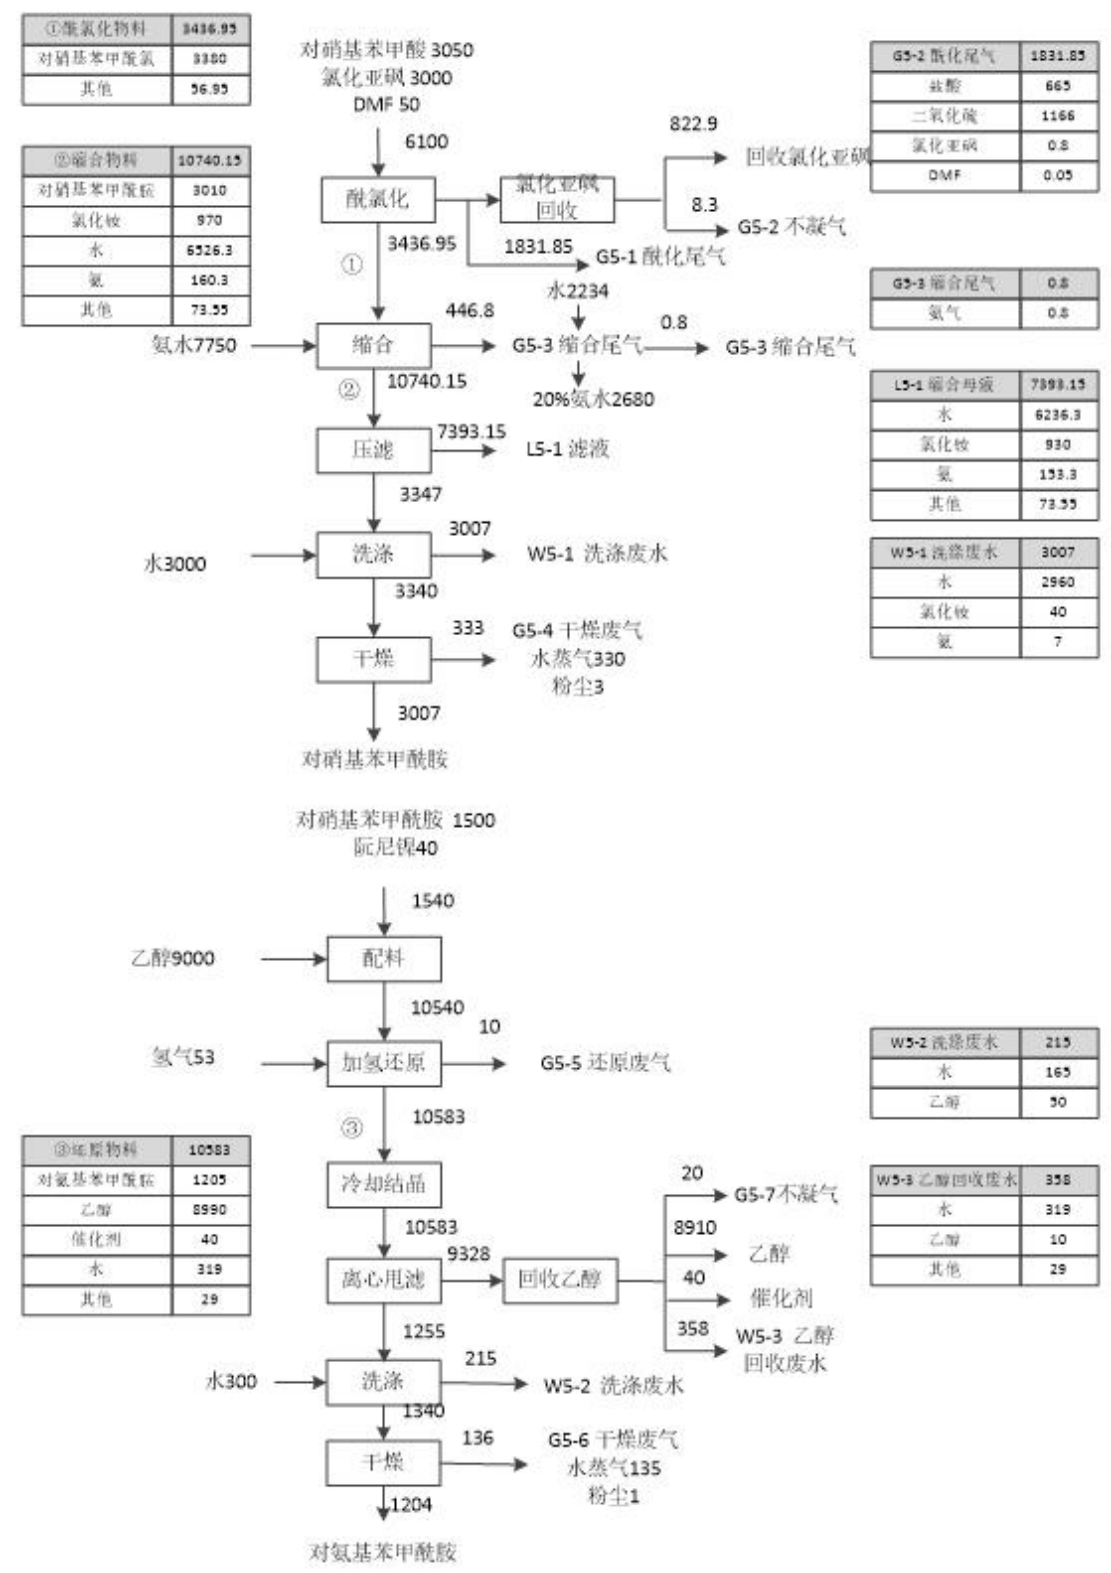 ①酰氯化物料 3436.95
对硝基苯甲酰氯 3380
其他 56.95
对硝基苯甲酸 3050
氯化亚砜 3000
DMF 50
6100
G5-2 酰化尾气 1831.85
盐酸 665
二氧化硫 1166
氯化亚砜 0.8
DMF 0.05
②缩合物料 10740.15
对硝基苯甲酰胺 3010
氯化铵 970
水 6526.3
氨 160.3
其他 73.55
酰氯化
氯化亚砜
回收
822.9
回收氯化亚砜
8.3
G5-2 不凝气
3436.95
①
1831.85
G5-1 酰化尾气
水2234
G5-3 缩合尾气 0.8
氨气 0.8
氨水7750
缩合
446.8
G5-3 缩合尾气
0.8
G5-3 缩合尾气
②
10740.15
20%氨水2680
L5-1 缩合母液 7393.15
水 6236.3
氯化铵 930
氨 153.3
其他 73.55
压滤
7393.15
L5-1 滤液
3347
水3000
洗涤
3007
W5-1 洗涤废水
3340
W5-1 洗涤废水 3007
水 2960
氯化铵 40
氨 7
干燥
333
G5-4 干燥废气
水蒸气330
粉尘3
3007
对硝基苯甲酰胺
对硝基苯甲酰胺 1500
阮尼镍40
1540
乙醇9000
配料
10540
氢气53
加氢还原
10
G5-5 还原废气
③
10583
W5-2 洗涤废水 215
水 165
乙醇 50
③还原物料 10583
对氨基苯甲酰胺 1205
乙醇 8990
催化剂 40
水 319
其他 29
冷却结晶
10583
离心甩滤
9328
回收乙醇
20
G5-7不凝气
8910
乙醇
40
催化剂
358
W5-3 乙醇
回收废水
W5-3 乙醇回收废水 358
水 319
乙醇 10
其他 29
1255
水300
洗涤
215
W5-2 洗涤废水
1340
干燥
136
G5-6 干燥废气
水蒸气135
粉尘1
1204
对氨基苯甲酰胺